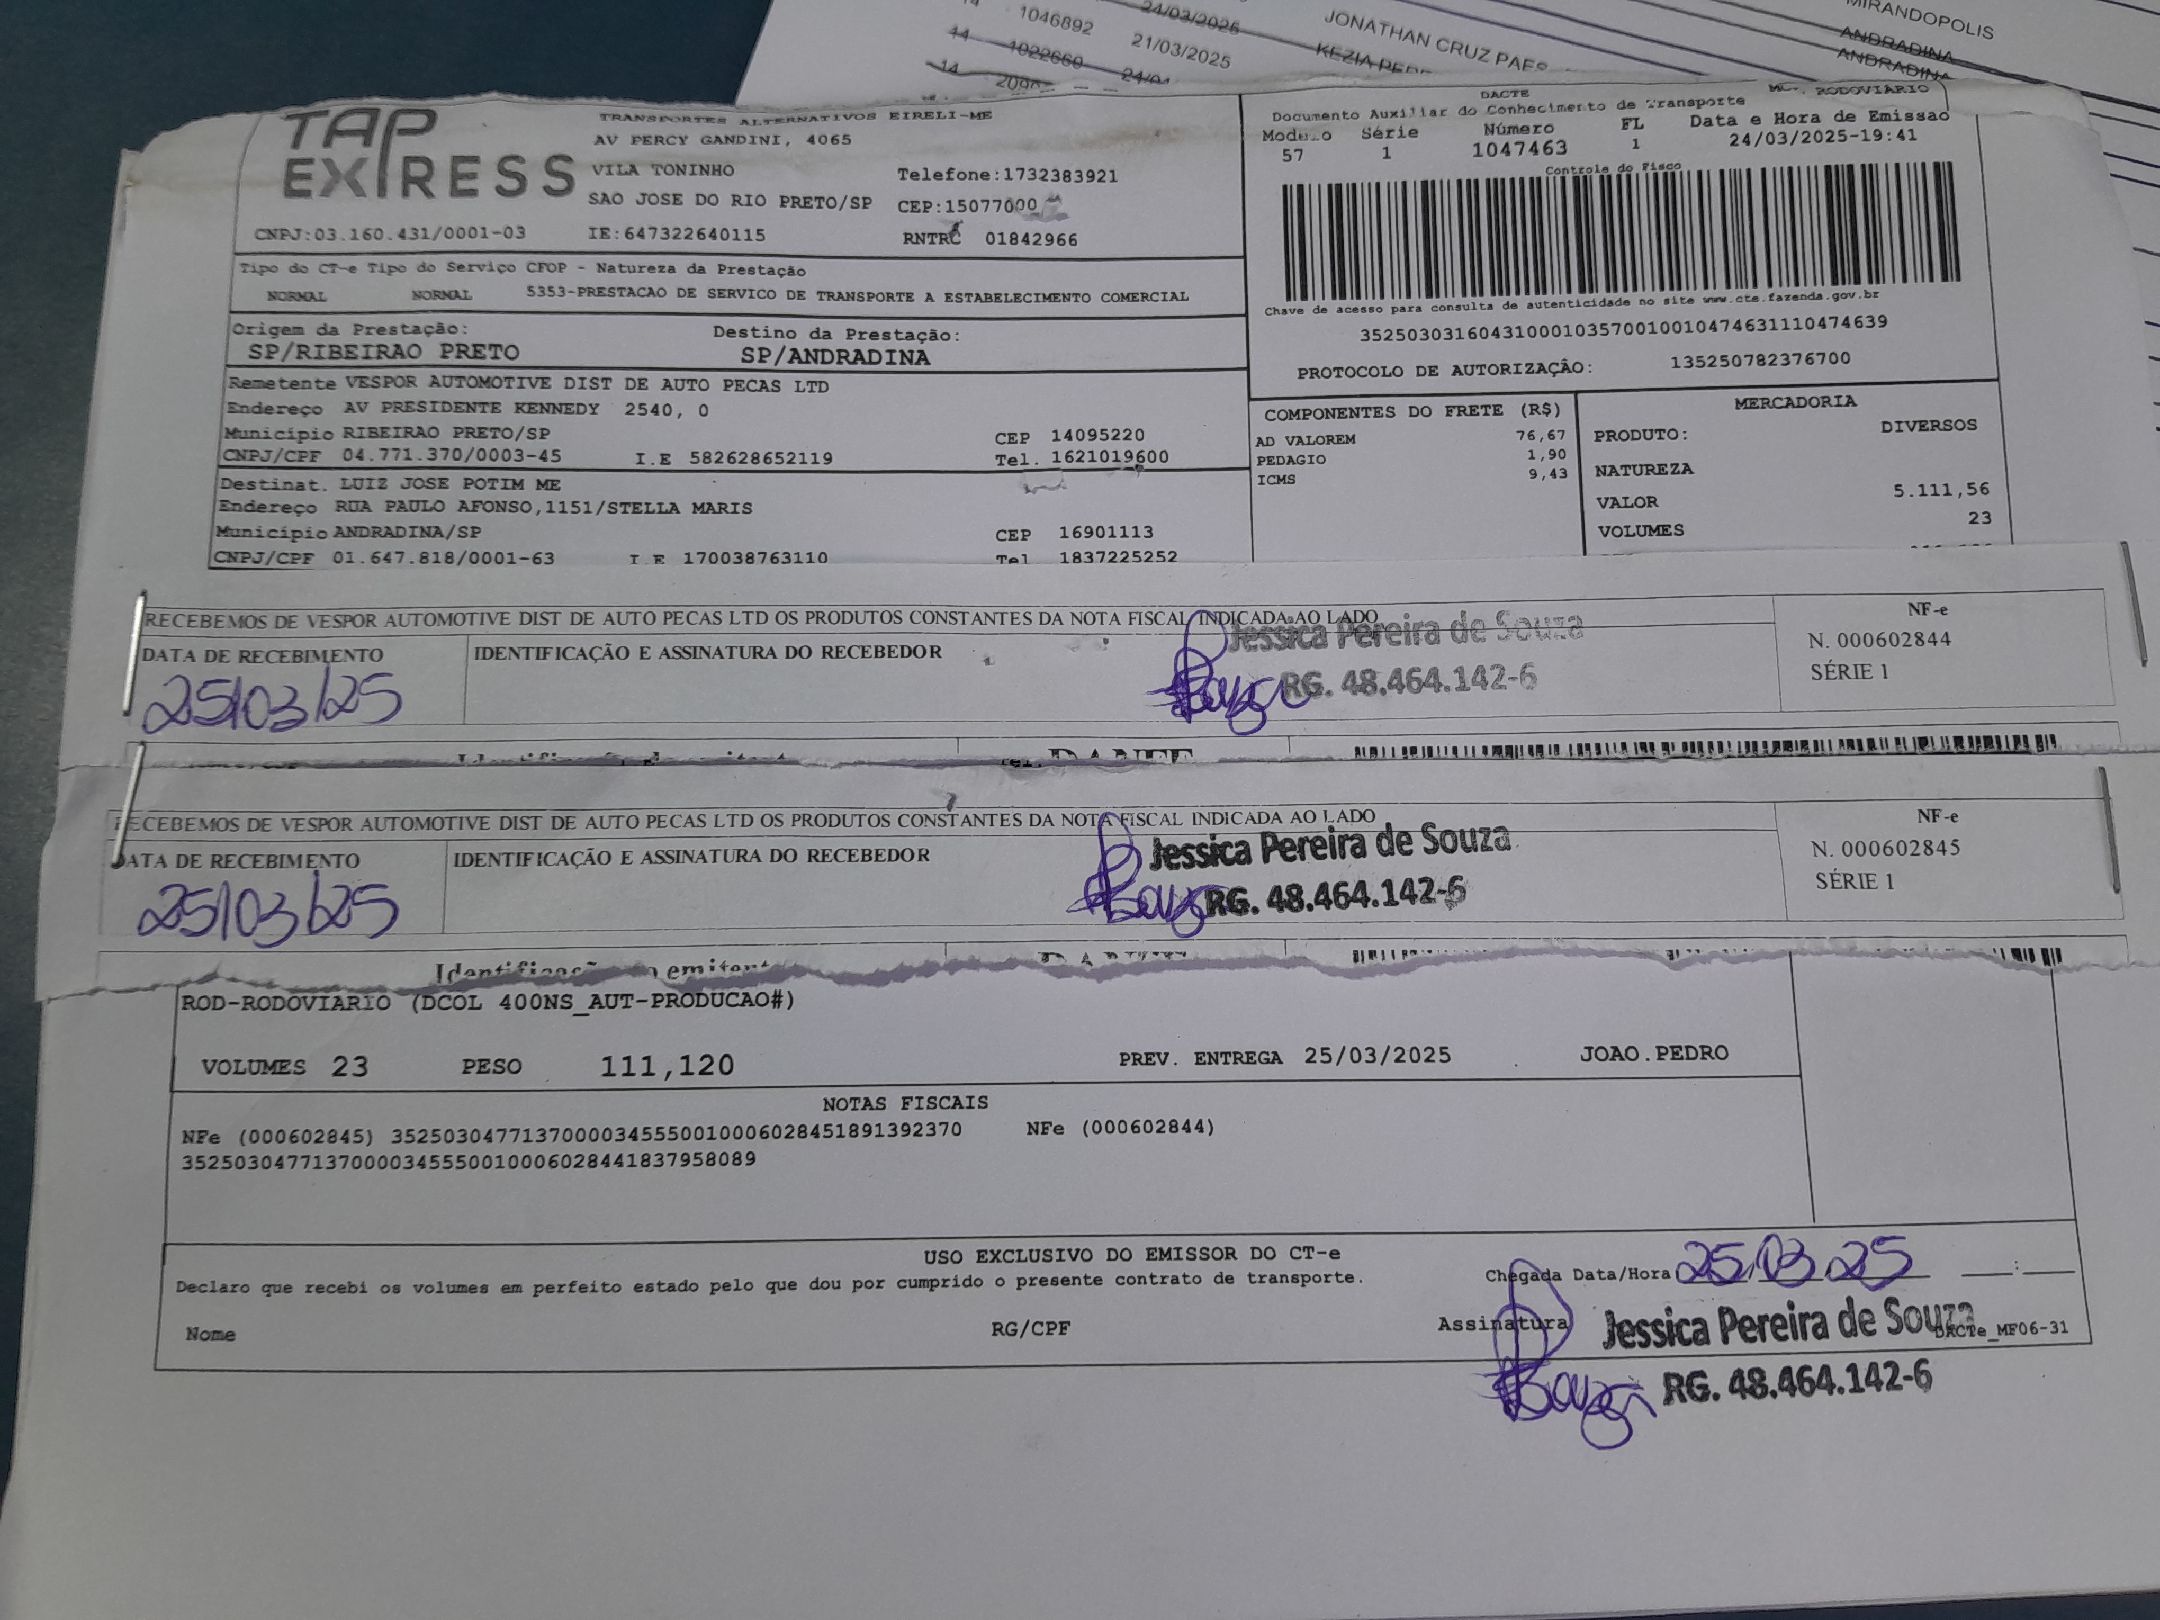 1046892 21/03/2025 JONATHAN CRUZ PAES
MIRANDOPOLIS
14 1022660
KEZIA
ANDRADINA
ANDRADINA
14
24/03/2025
TAP EXPRESS
TRANSPORTES ALTERNATIVOS EIRELI-ME
AV PERCY GANDINI, 4065
VILA TONINHO Telefone:1732383921
SAO JOSE DO RIO PRETO/SP CEP:15077000
CNPJ:03.160.431/0001-03 IE:647322640115 RNTRC 01842966
DACTE RODOVIARIO
Documento Auxiliar do Conhecimento de Transporte
Série Número FL Data e Hora de Emissao
57 1 1047463 1 24/03/2025-19:41
Controle do Fisco
Chave de acesso para consulta de autenticidade no site www.cte.fazenda.gov.br
35250303160431000103570010010474631110474639
PROTOCOLO DE AUTORIZAÇÃO: 135250782376700
Tipo do CT-e Tipo do Serviço CFOP - Natureza da Prestação
NORMAL NORMAL 5353-PRESTACAO DE SERVICO DE TRANSPORTE A ESTABELECIMENTO COMERCIAL
Origem da Prestação: Destino da Prestação:
SP/RIBEIRAO PRETO SP/ANDRADINA
Remetente VESPOR AUTOMOTIVE DIST DE AUTO PECAS LTD
Endereço AV PRESIDENTE KENNEDY 2540, 0
Município RIBEIRAO PRETO/SP CEP 14095220
CNPJ/CPF 04.771.370/0003-45 I.E 582628652119 Tel. 1621019600
Destinat. LUIZ JOSE POTIM ME
Endereço RUA PAULO AFONSO,1151/STELLA MARIS
Município ANDRADINA/SP CEP 16901113
CNPJ/CPF 01.647.818/0001-63 I.E 170038763110 Tel 1837225252
COMPONENTES DO FRETE (R$)
AD VALOREM 76,67
PEDAGIO 1,90
ICMS 9,43
MERCADORIA
PRODUTO: DIVERSOS
NATUREZA
VALOR 5.111,56
VOLUMES 23
RECEBEMOS DE VESPOR AUTOMOTIVE DIST DE AUTO PECAS LTD OS PRODUTOS CONSTANTES DA NOTA FISCAL INDICADA AO LADO
DATA DE RECEBIMENTO IDENTIFICAÇÃO E ASSINATURA DO RECEBEDOR
25/03/25
Jessica Pereira de Souza
RG. 48.464.142-6
NF-e
N. 000602844
SÉRIE 1
DANFE
RECEBEMOS DE VESPOR AUTOMOTIVE DIST DE AUTO PECAS LTD OS PRODUTOS CONSTANTES DA NOTA FISCAL INDICADA AO LADO
DATA DE RECEBIMENTO IDENTIFICAÇÃO E ASSINATURA DO RECEBEDOR
25/03/25
Jessica Pereira de Souza
RG. 48.464.142-6
NF-e
N. 000602845
SÉRIE 1
ROD-RODOVIARIO (DCOL 400NS_AUT-PRODUCAO#)
VOLUMES 23 PESO 111,120 PREV. ENTREGA 25/03/2025 JOAO.PEDRO
NOTAS FISCAIS
NFe (000602845) 35250304771370000345550010006028451891392370 NFe (000602844)
35250304771370000345550010006028441837958089
USO EXCLUSIVO DO EMISSOR DO CT-e
Declaro que recebi os volumes em perfeito estado pelo que dou por cumprido o presente contrato de transporte.
Chegada Data/Hora 25.03.25 ___:___
Nome RG/CPF Assinatura
Jessica Pereira de Souza
DACTe_MF06-31
RG. 48.464.142-6